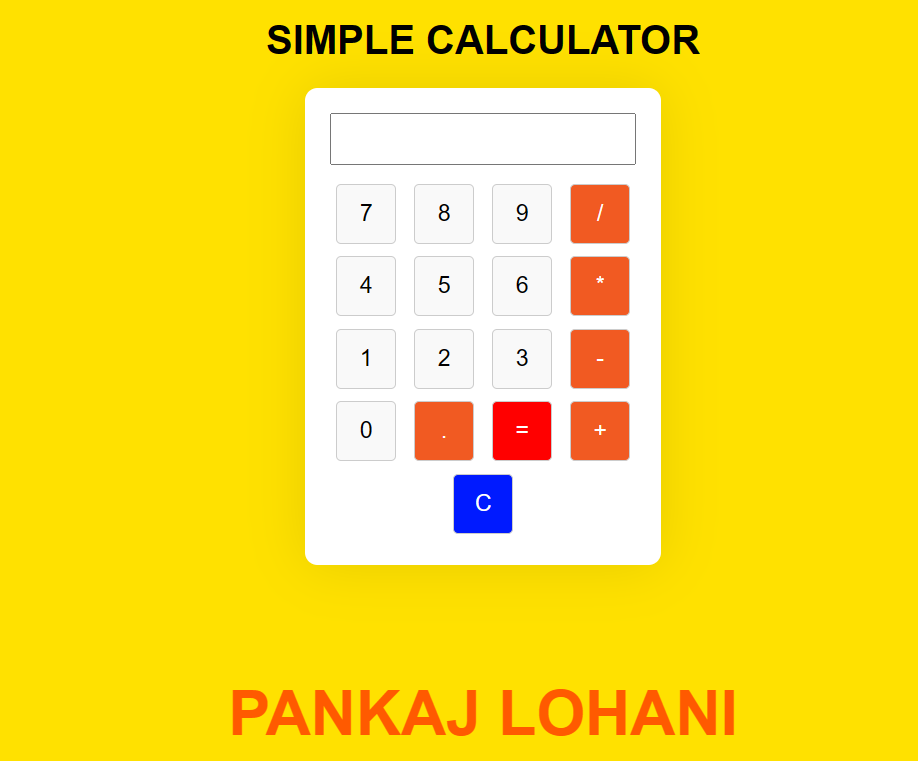 SIMPLE CALCULATOR
7 8 9 /
4 5 6 *
1 2 3 -
0 . = +
C
PANKAJ LOHANI